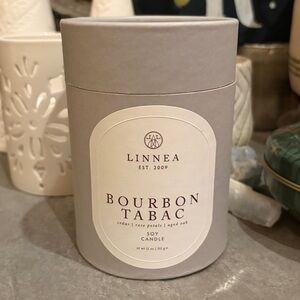 LINNEA
EST. 2009
BOURBON
TABAC
cedar | rose petals | aged oak
SOY
CANDLE